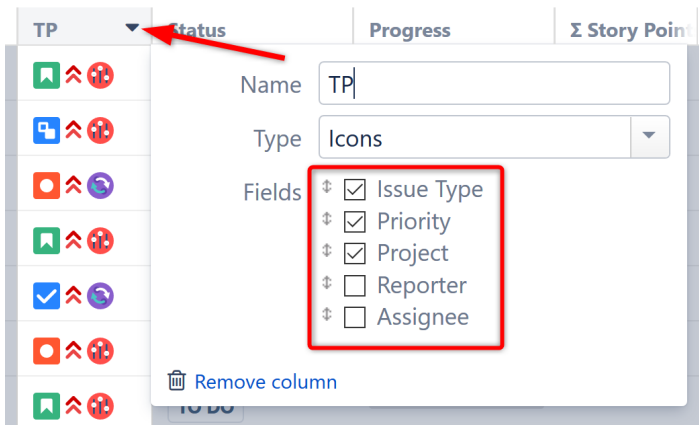 TP Status Progress Σ Story Point
Name TP
Type Icons
Fields Issue Type
Priority
Project
Reporter
Assignee
Remove column
TO DO